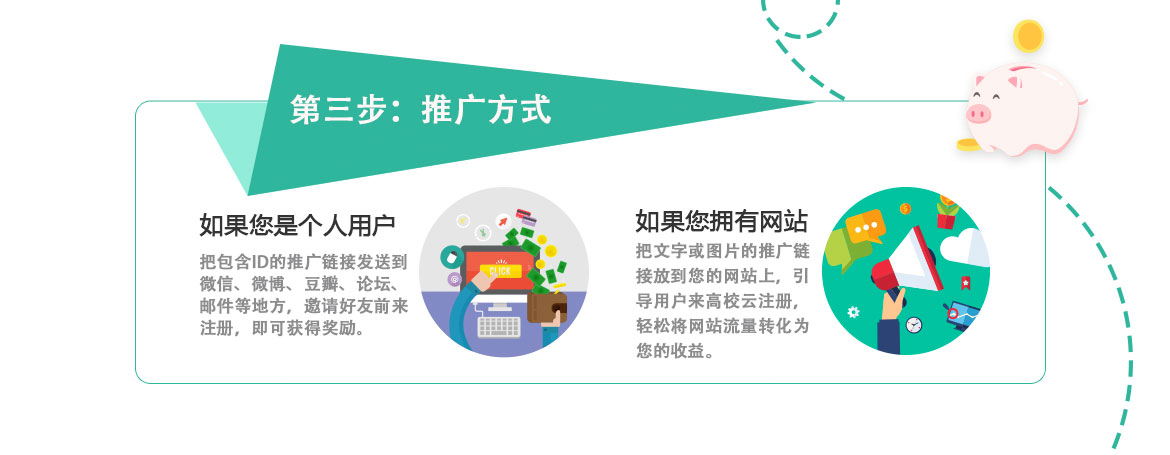 第三步：推广方式
如果您是个人用户
把包含ID的推广链接发送到
微信、微博、豆瓣、论坛、
邮件等地方，邀请好友前来
注册，即可获得奖励。
CLICK
如果您拥有网站
把文字或图片的推广链
接放到您的网站上，引
导用户来高校云注册，
轻松将网站流量转化为
您的收益。